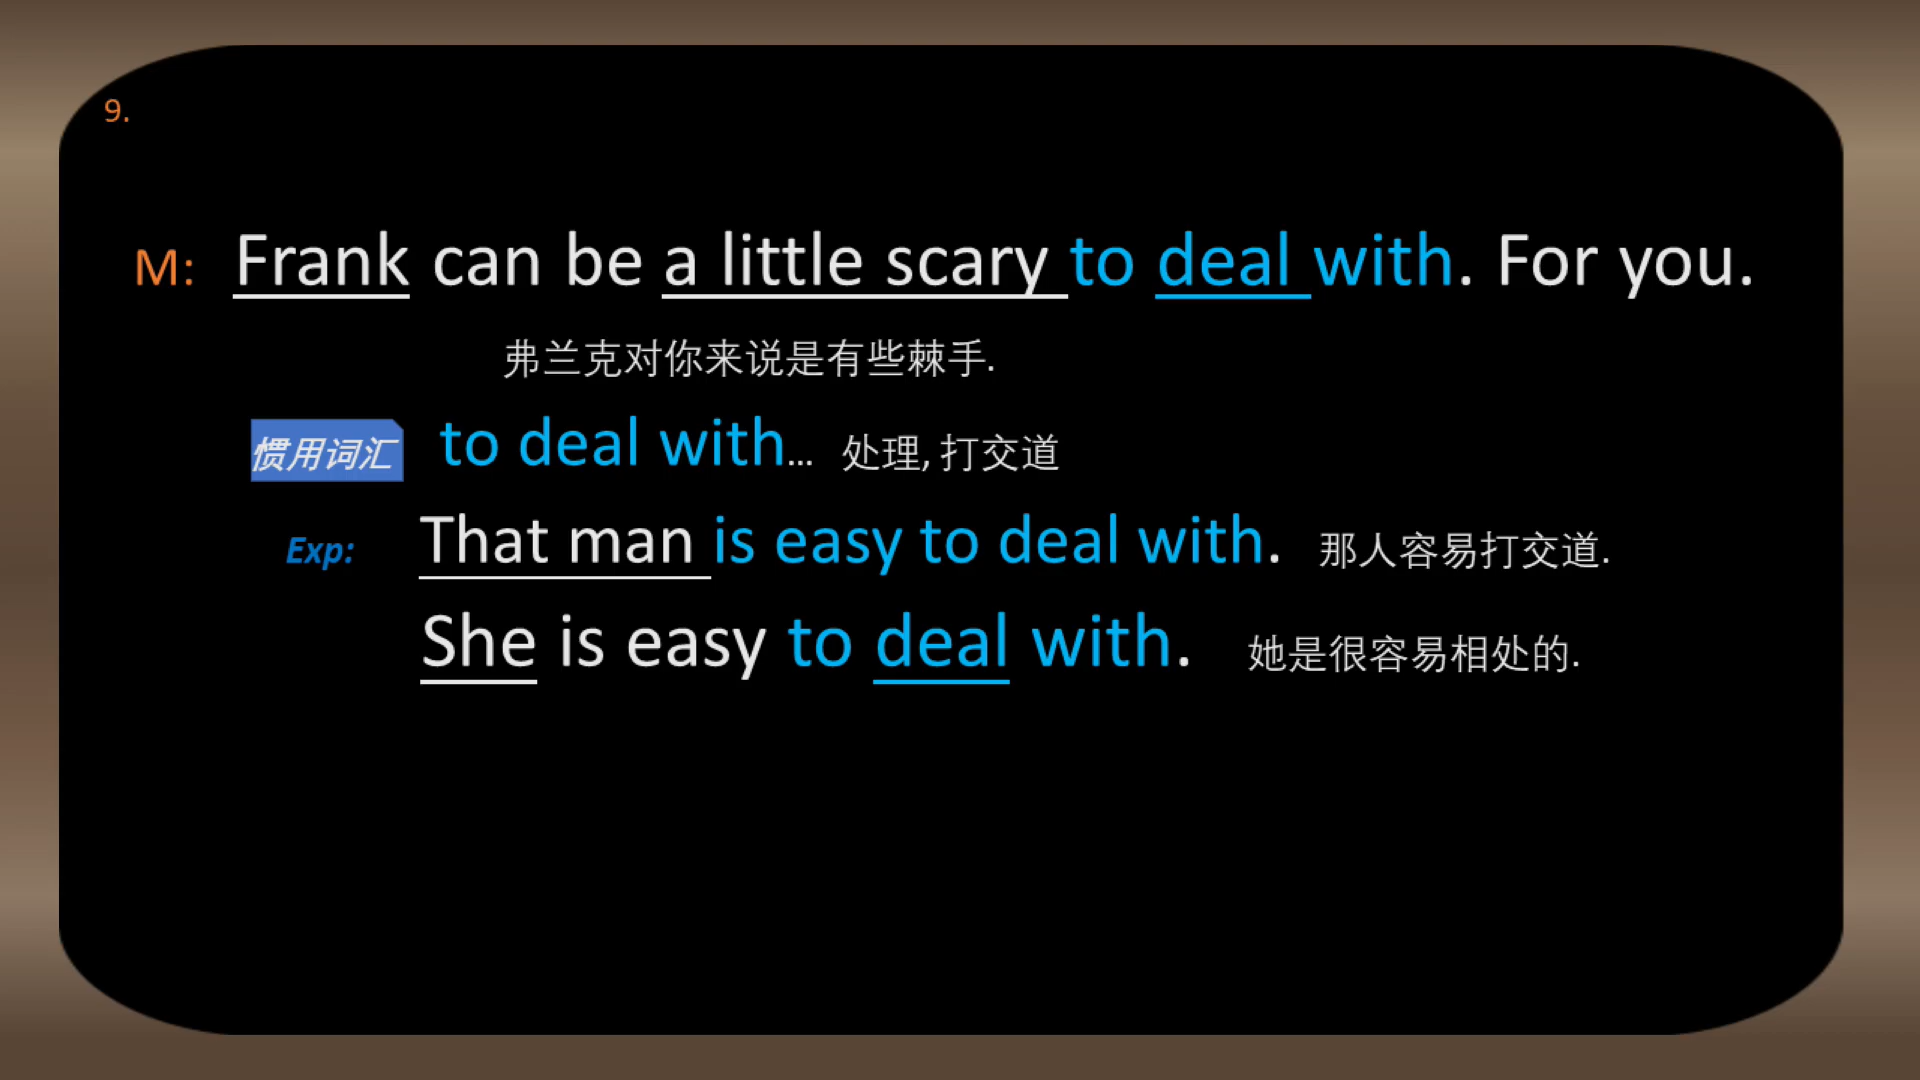 9.
M: Frank can be a little scary to deal with. For you.
弗兰克对你来说是有些棘手.
惯用词汇 to deal with... 处理, 打交道
Exp: That man is easy to deal with. 那人容易打交道.
She is easy to deal with. 她是很容易相处的.